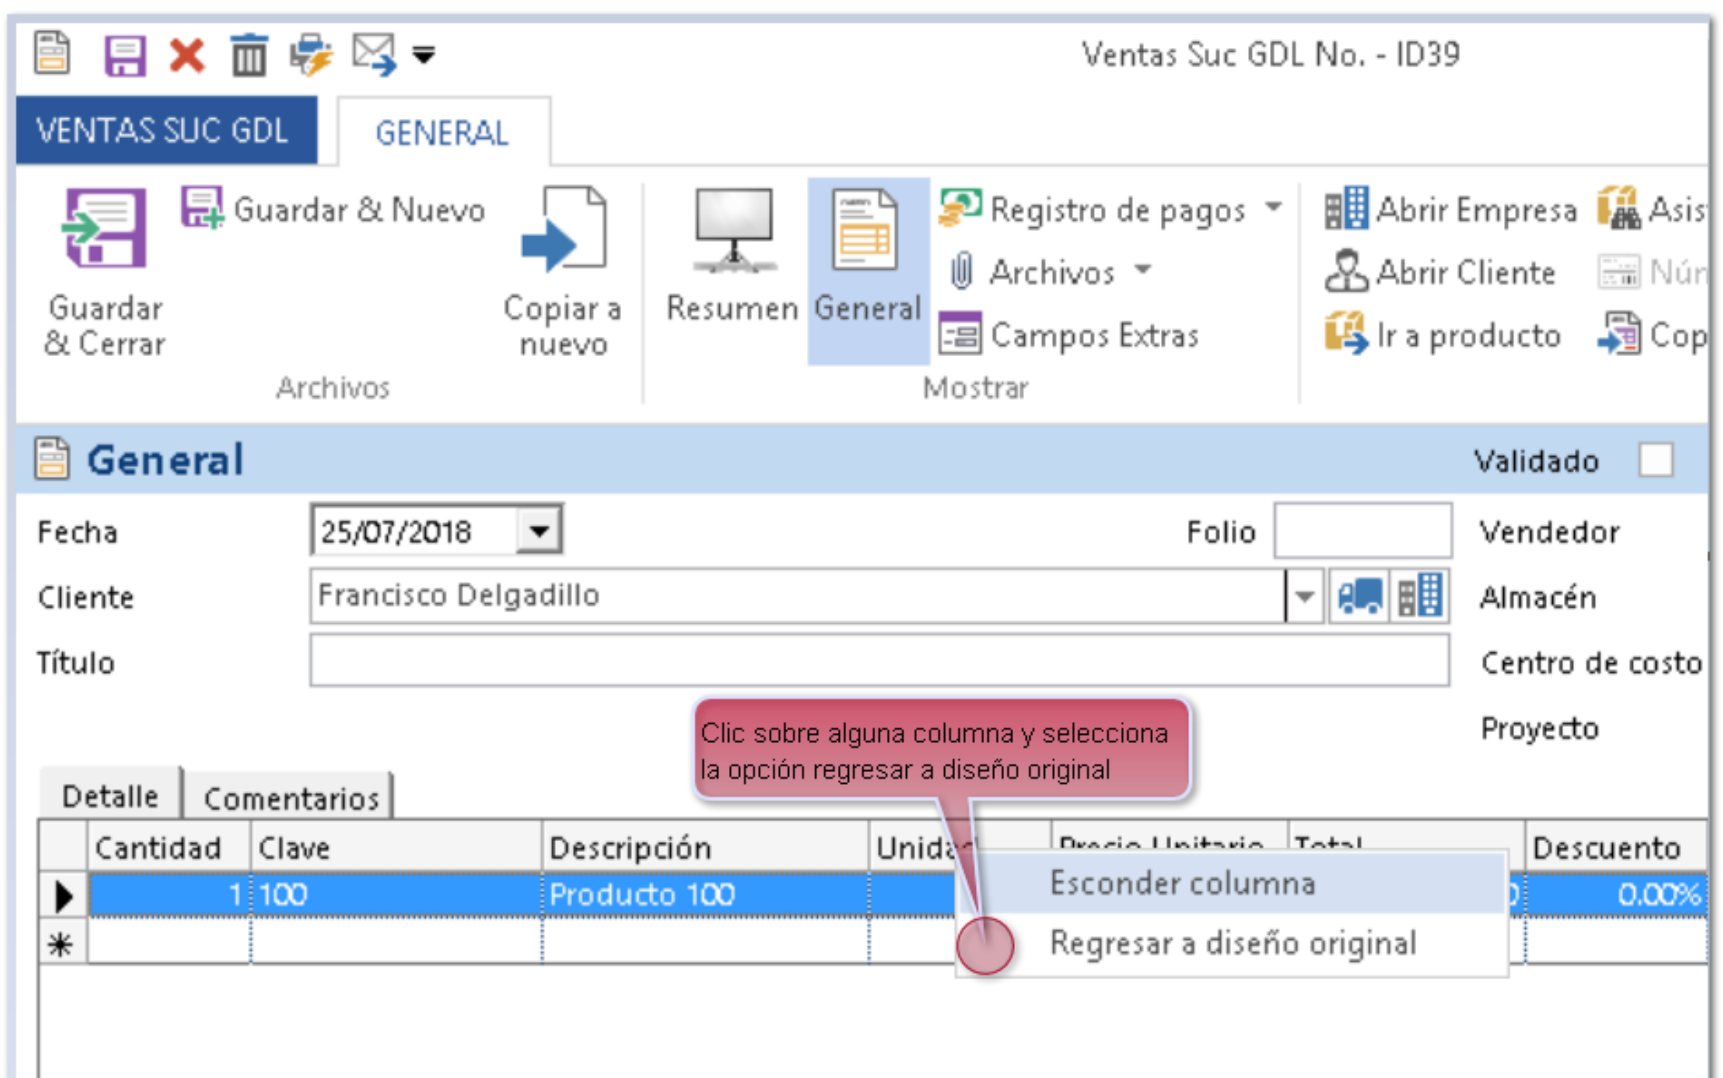 Ventas Suc GDL No. - ID39
VENTAS SUC GDL
GENERAL
Guardar & Cerrar
Guardar & Nuevo
Copiar a nuevo
Archivos
Resumen
General
Registro de pagos
Archivos
Campos Extras
Mostrar
Abrir Empresa
Abrir Cliente
Ir a producto
General
Validado
Fecha
25/07/2018
Folio
Vendedor
Cliente
Francisco Delgadillo
Almacén
Título
Centro de costo
Proyecto
Clic sobre alguna columna y selecciona
la opción regresar a diseño original
Detalle
Comentarios
Cantidad Clave Descripción Precio Unitario Total Descuento
1 100 Producto 100 0.00%
Esconder columna
Regresar a diseño original